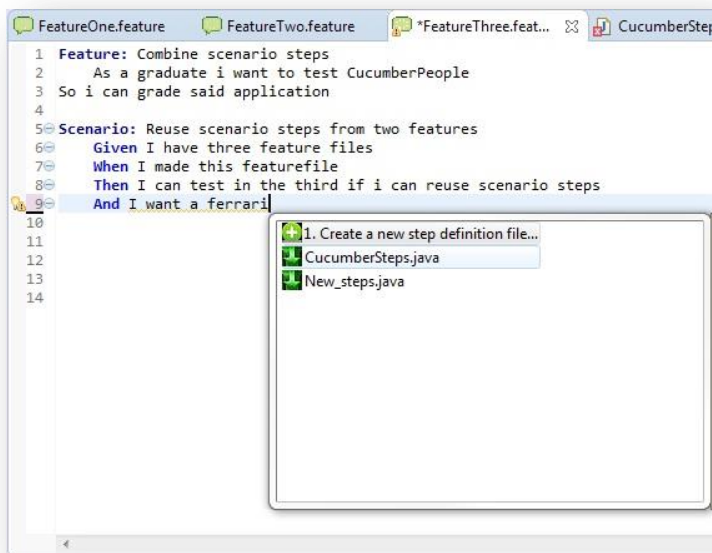 FeatureOne.feature FeatureTwo.feature *FeatureThree.feat... CucumberStep
1 Feature: Combine scenario steps
2 As a graduate i want to test CucumberPeople
3 So i can grade said application
4
5 Scenario: Reuse scenario steps from two features
6 Given I have three feature files
7 When I made this featurefile
8 Then I can test in the third if i can reuse scenario steps
9 And I want a ferrari
10
11
12
13
14
1. Create a new step definition file...
CucumberSteps.java
New_steps.java